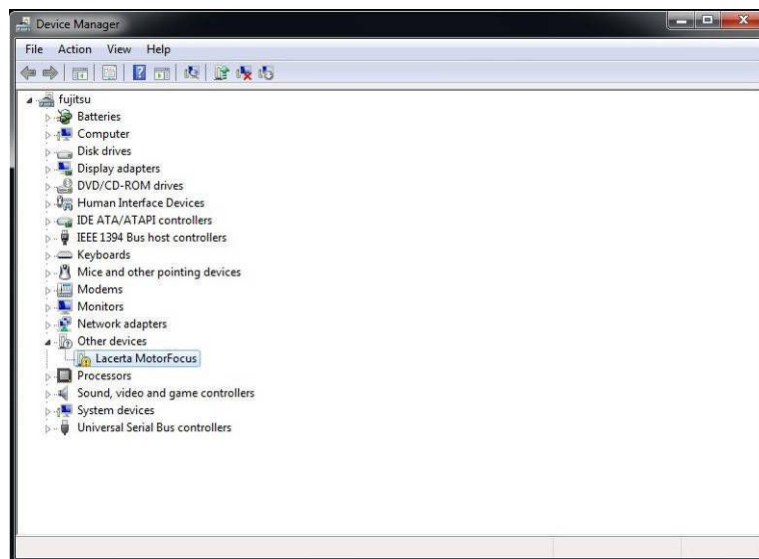 Device Manager
File Action View Help
fujitsu
Batteries
Computer
Disk drives
Display adapters
DVD/CD-ROM drives
Human Interface Devices
IDE ATA/ATAPI controllers
IEEE 1394 Bus host controllers
Keyboards
Mice and other pointing devices
Modems
Monitors
Network adapters
Other devices
Lacerta MotorFocus
Processors
Sound, video and game controllers
System devices
Universal Serial Bus controllers